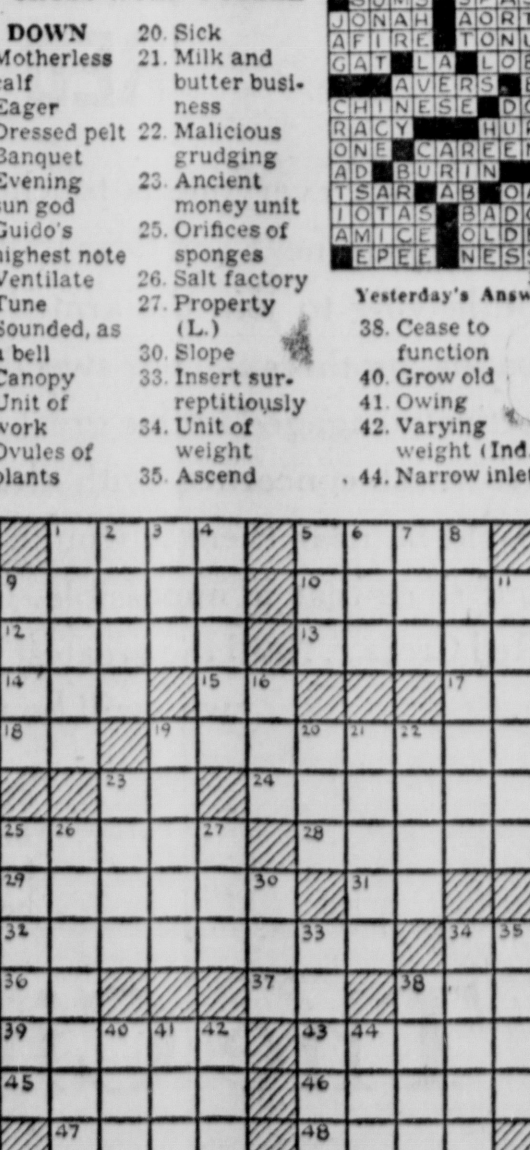 DOWN
Motherless
calf
Eager
Dressed pelt
Banquet
Evening
sun god
Guido's
highest note
Ventilate
Tune
Sounded, as
a bell
Canopy
Unit of
work
Ovules of
plants
20. Sick
21. Milk and
butter busi-
ness
22. Malicious
grudging
23. Ancient
money unit
25. Orifices of
sponges
26. Salt factory
27. Property
(L.)
30. Slope
33. Insert sur-
reptitiously
34. Unit of
weight
35. Ascend
JONAH AORT
AFIRE TONU
GAT LA LOB
AVERS E
CHINESE D
RACY HU
ONE CAREEN
AD BURIN
TSAR AB OA
IOTAS BAD
AMICE OLD
EPEE NESS
Yesterday's Answ
38. Cease to
function
40. Grow old
41. Owing
42. Varying
weight (Ind.
44. Narrow inlet
1 2 3 4 5 6 7 8
9 10 11
12 13
14 15 16 17
18 19 20 21 22
23 24
25 26 27 28
29 30 31
32 33 34 35
36 37 38
39 40 41 42 43 44
45 46
47 48